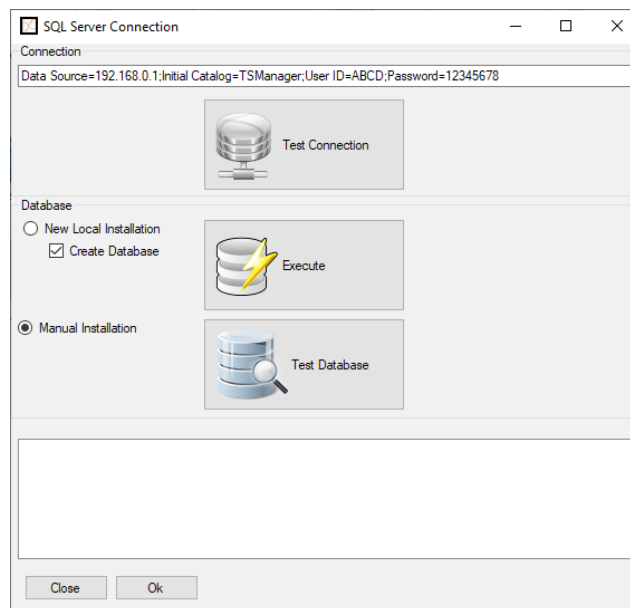 SQL Server Connection
Connection
Data Source=192.168.0.1;Initial Catalog=TSManager;User ID=ABCD;Password=12345678
Test Connection
Database
New Local Installation
Create Database
Execute
Manual Installation
Test Database
Close
Ok